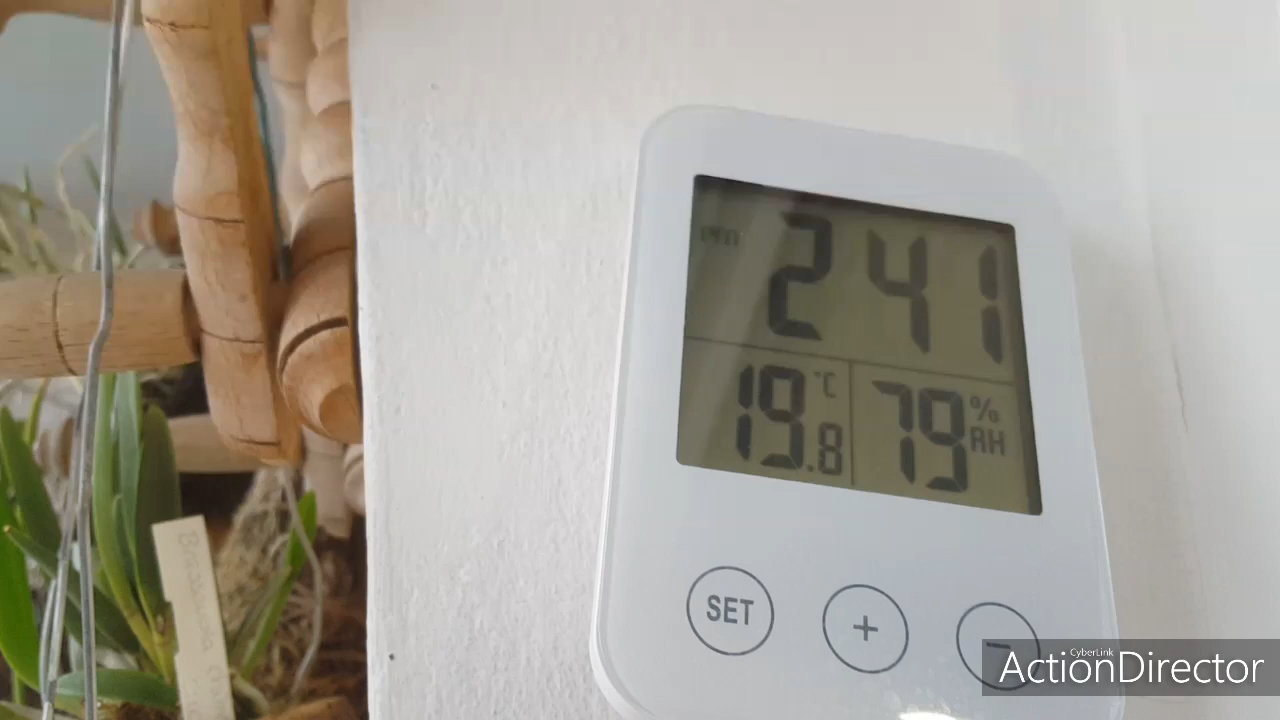 PM 2 41
19.8 °C 79 % RH
SET + -
CyberLink
ActionDirector